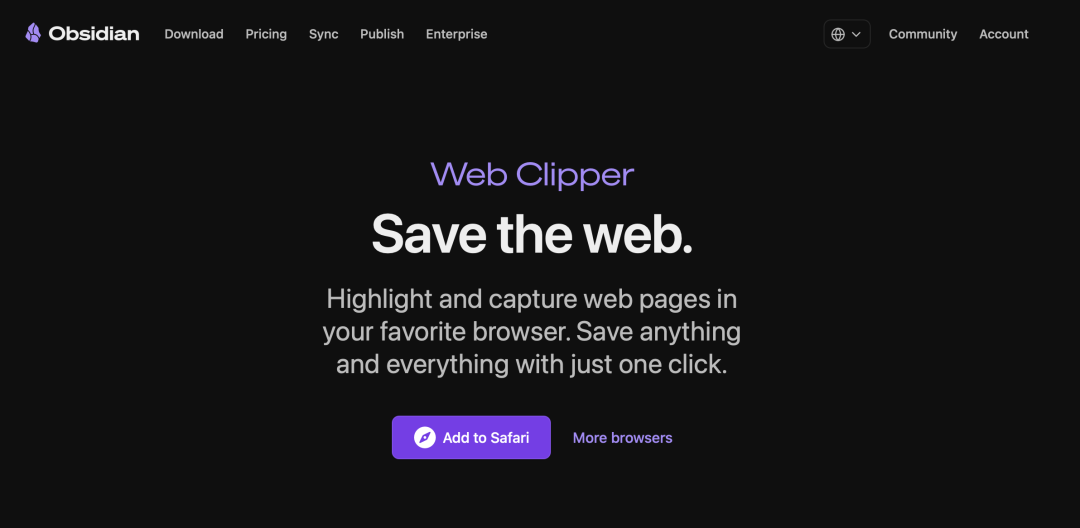 Obsidian Download Pricing Sync Publish Enterprise Community Account
Web Clipper
Save the web.
Highlight and capture web pages in
your favorite browser. Save anything
and everything with just one click.
Add to Safari More browsers